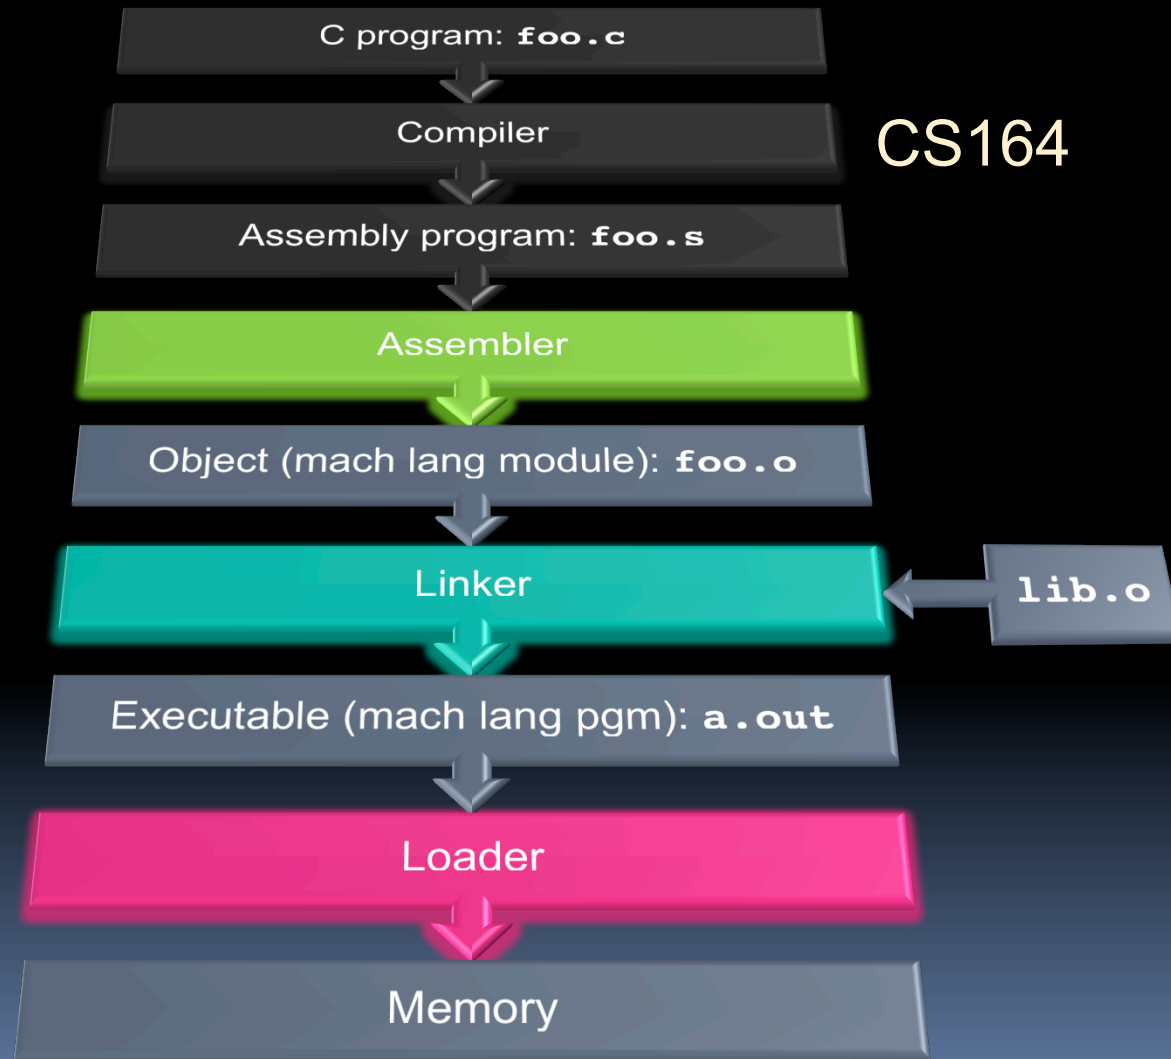 C program: foo.c
Compiler
CS164
Assembly program: foo.s
Assembler
Object (mach lang module): foo.o
Linker
lib.o
Executable (mach lang pgm): a.out
Loader
Memory